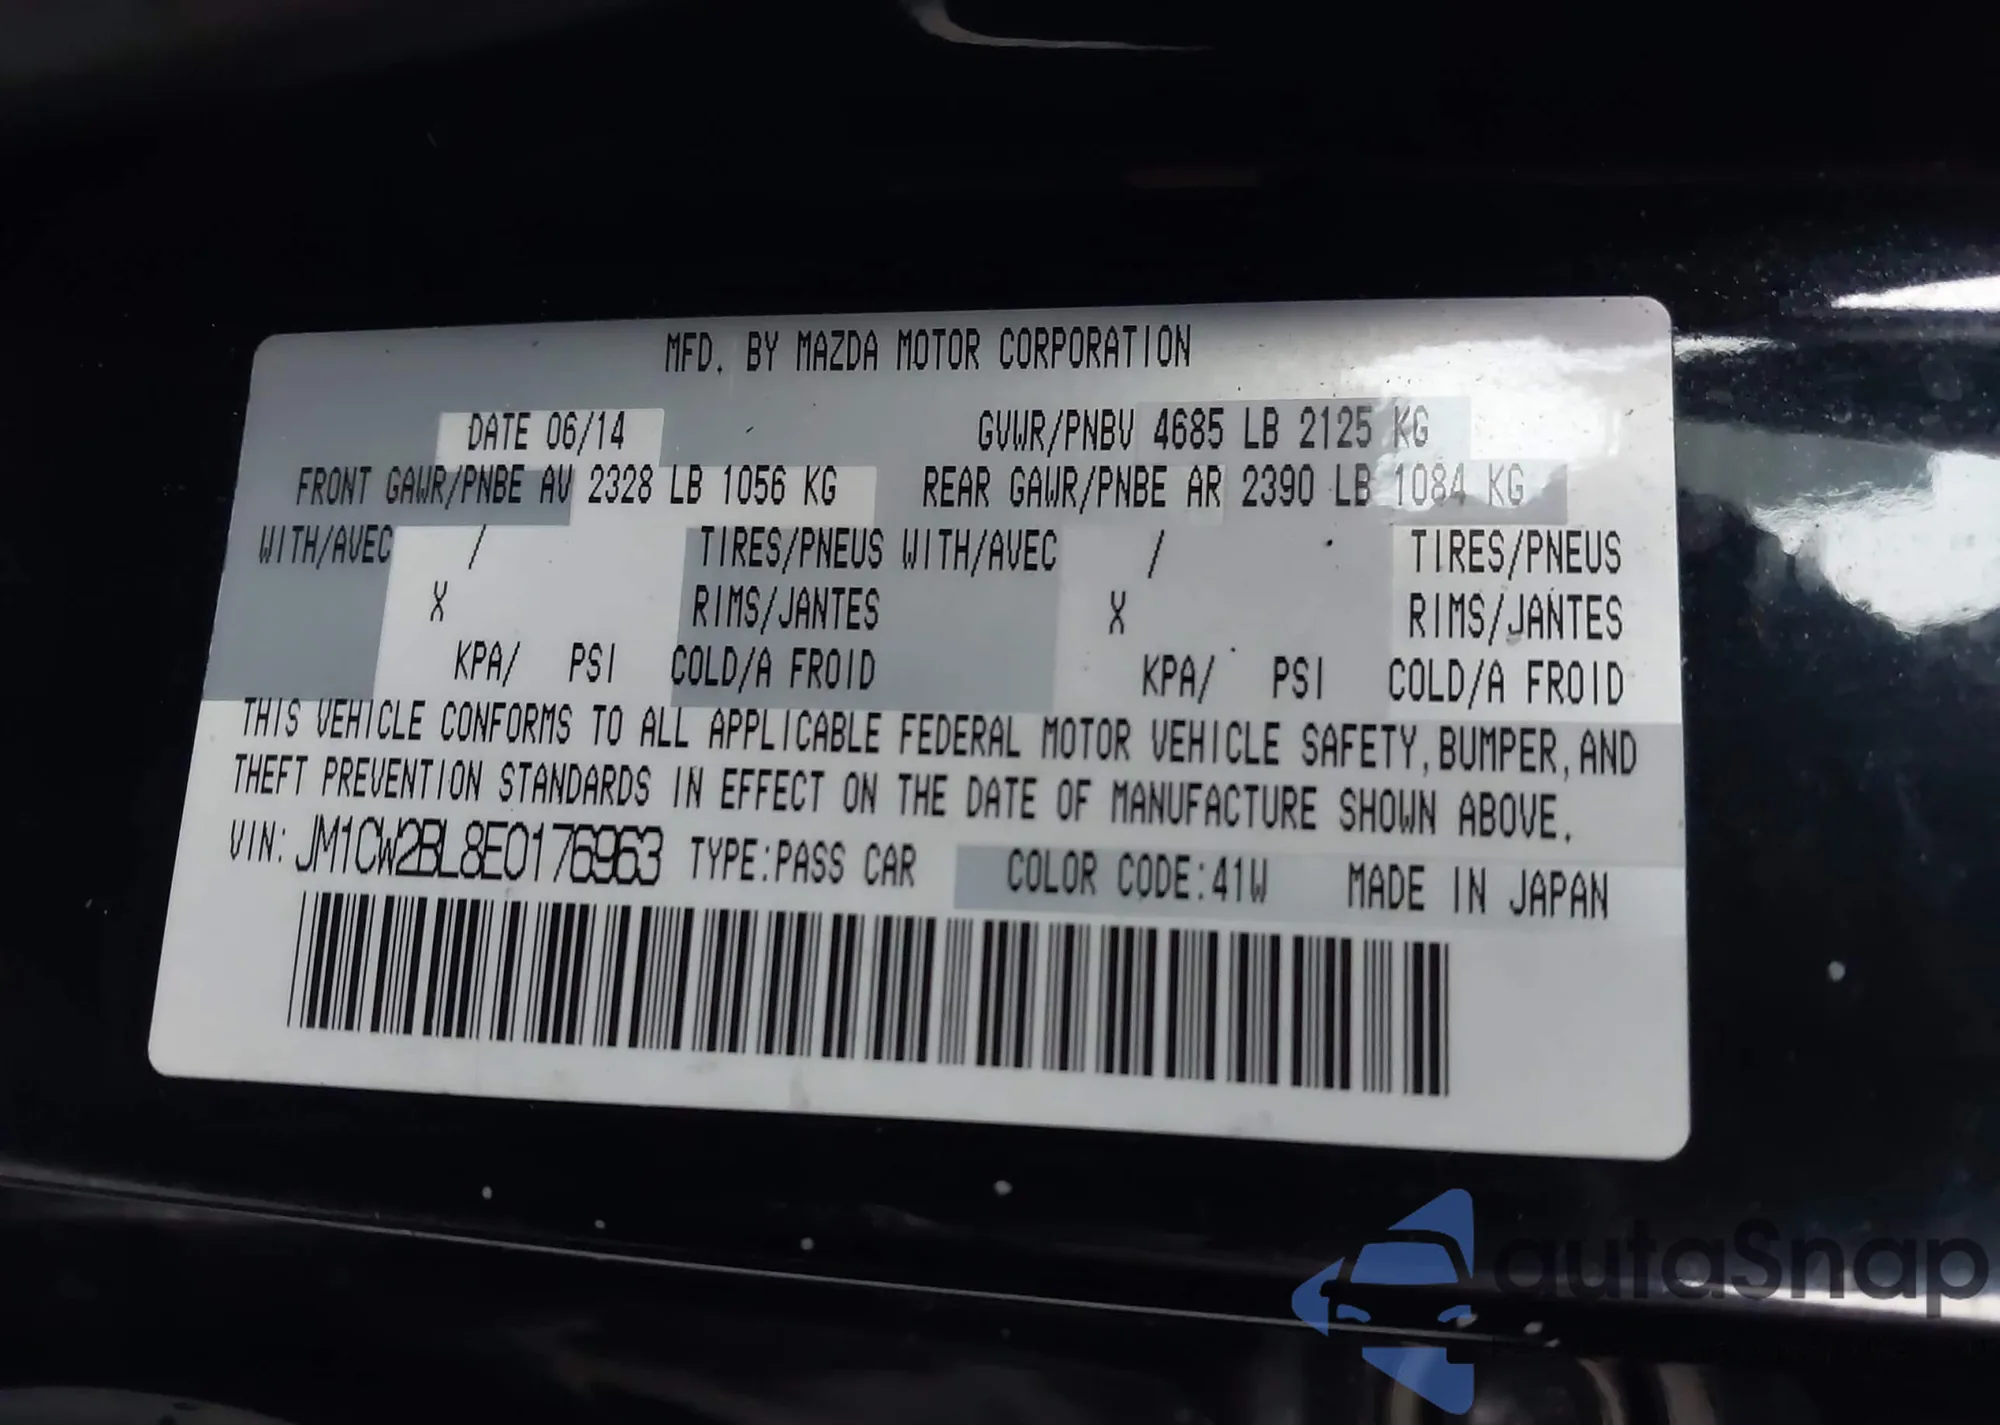 MFD. BY MAZDA MOTOR CORPORATION
DATE 06/14 GVWR/PNBV 4685 LB 2125 KG
FRONT GAWR/PNBE AV 2328 LB 1056 KG REAR GAWR/PNBE AR 2390 LB 1084 KG
WITH/AVEC / TIRES/PNEUS WITH/AVEC / TIRES/PNEUS
X RIMS/JANTES X RIMS/JANTES
KPA/ PSI COLD/A FROID KPA/ PSI COLD/A FROID
THIS VEHICLE CONFORMS TO ALL APPLICABLE FEDERAL MOTOR VEHICLE SAFETY, BUMPER, AND
THEFT PREVENTION STANDARDS IN EFFECT ON THE DATE OF MANUFACTURE SHOWN ABOVE.
VIN: JM1CW2BL8E0176963 TYPE:PASS CAR COLOR CODE:41W MADE IN JAPAN
autaSnap